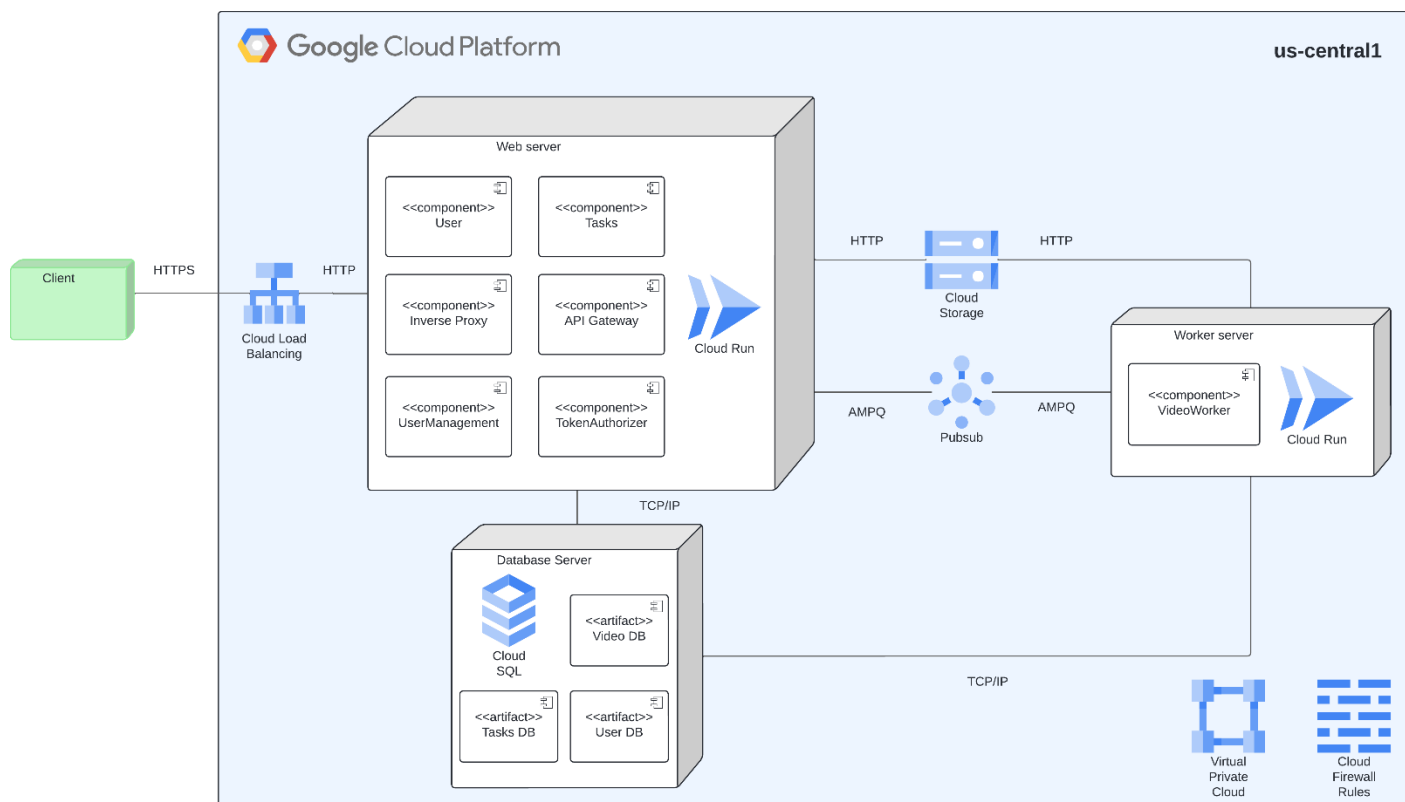 Google Cloud Platform
us-central1
Web server
<<component>>
User
<<component>>
Tasks
<<component>>
Inverse Proxy
<<component>>
API Gateway
<<component>>
UserManagement
<<component>>
TokenAuthorizer
Cloud Run
Client
HTTPS
HTTP
Cloud Load
Balancing
HTTP
HTTP
Cloud
Storage
AMPQ
AMPQ
Pubsub
Worker server
<<component>>
VideoWorker
Cloud Run
TCP/IP
Database Server
Cloud
SQL
<<artifact>>
Video DB
<<artifact>>
Tasks DB
<<artifact>>
User DB
TCP/IP
Virtual
Private
Cloud
Cloud
Firewall
Rules